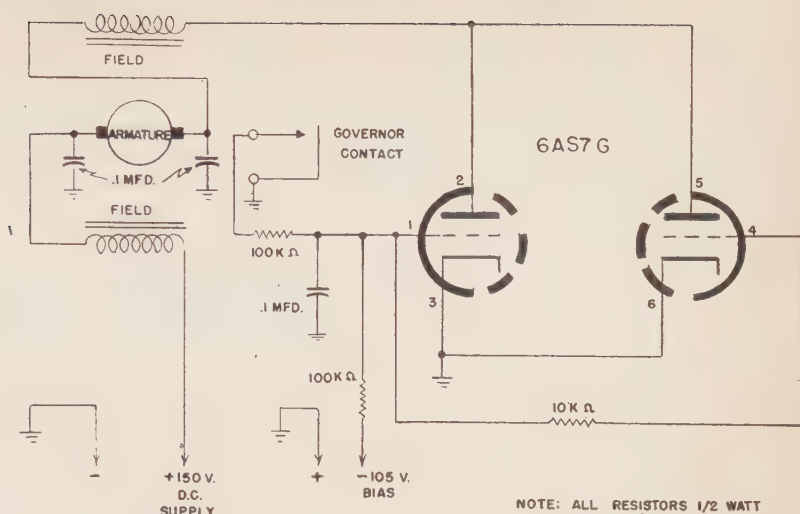 FIELD
ARMATURE
.1 MFD.
FIELD
1
GOVERNOR
CONTACT
6AS7G
2
5
1
4
3
6
100K Ω
.1 MFD.
100K Ω
10K Ω
-
+150 V.
D.C.
SUPPLY
+
-105 V.
BIAS
NOTE: ALL RESISTORS 1/2 WATT